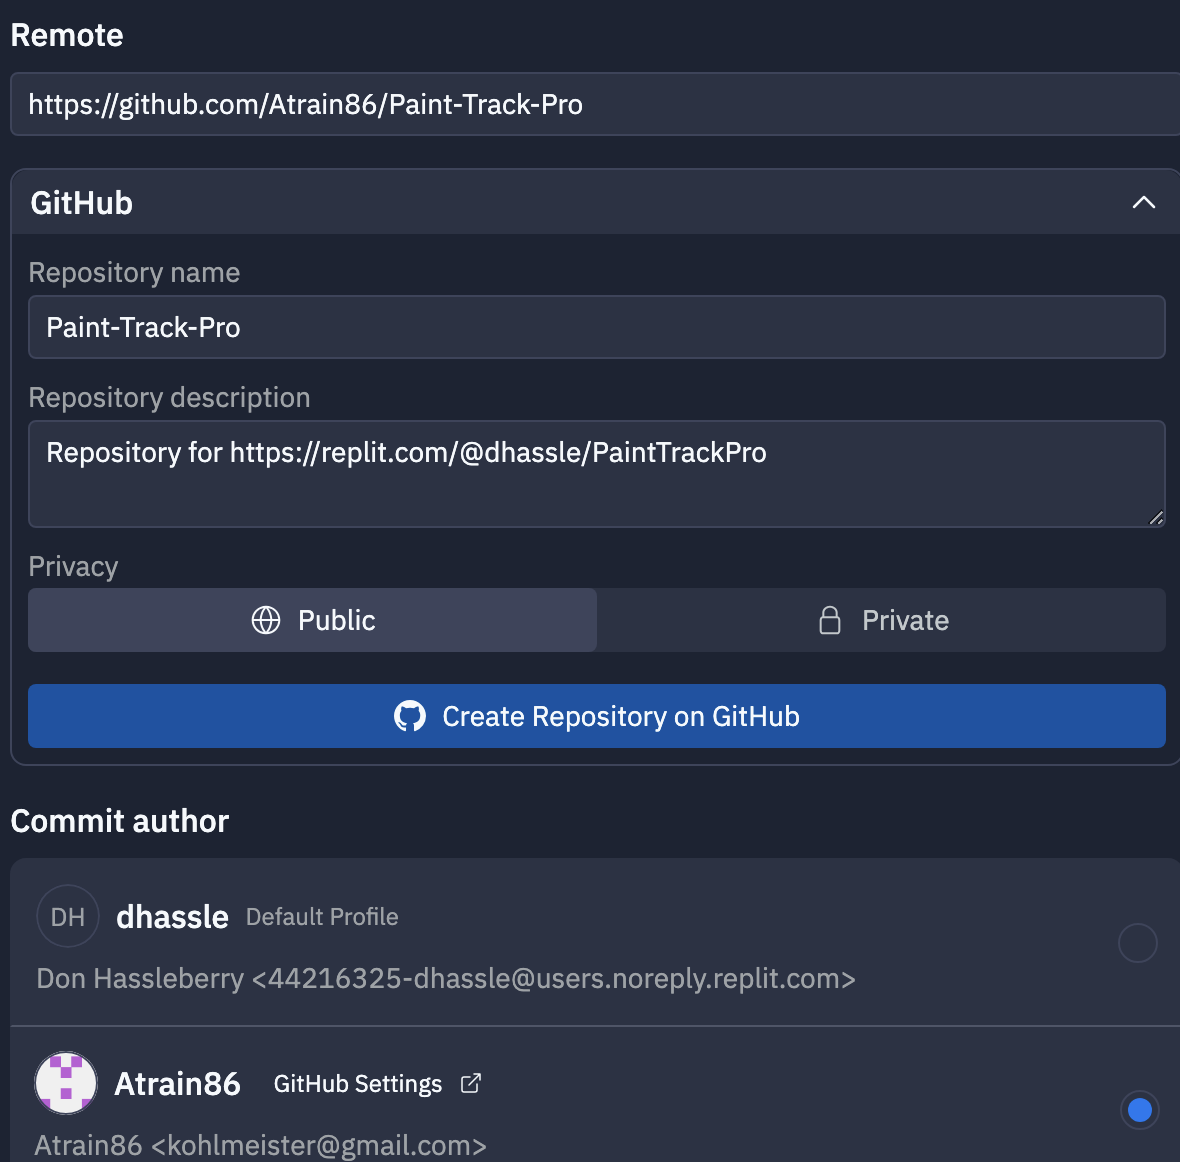 Remote
https://github.com/Atrain86/Paint-Track-Pro
GitHub
Repository name
Paint-Track-Pro
Repository description
Repository for https://replit.com/@dhassle/PaintTrackPro
Privacy
Public
Private
Create Repository on GitHub
Commit author
DH
dhassle Default Profile
Don Hassleberry <44216325-dhassle@users.noreply.replit.com>
Atrain86 GitHub Settings
Atrain86 <kohlmeister@gmail.com>